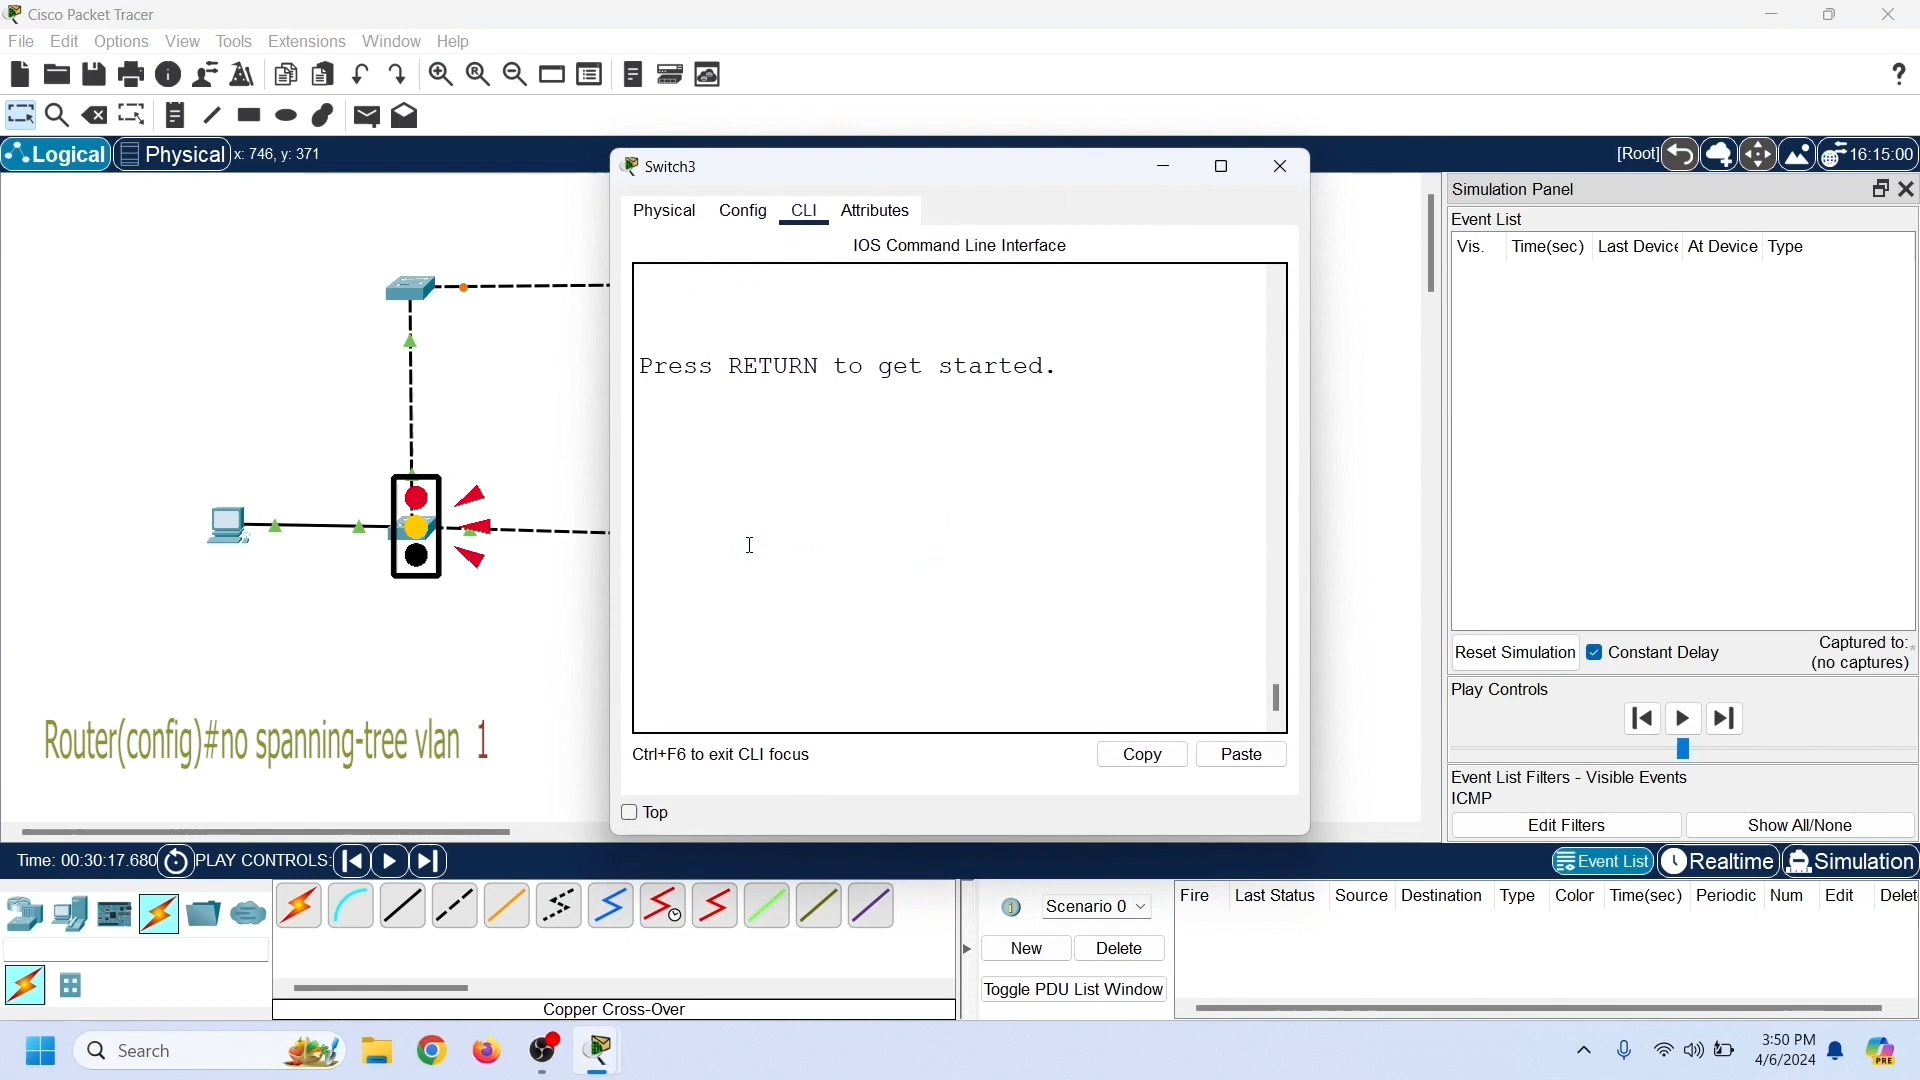 Cisco Packet Tracer
File Edit Options View Tools Extensions Window Help
Logical Physical x: 746, y: 371
[Root] 16:15:00
Switch3
Physical Config CLI Attributes
IOS Command Line Interface
Press RETURN to get started.
Ctrl+F6 to exit CLI focus
Copy Paste
Top
Router(config)#no spanning-tree vlan 1
Simulation Panel
Event List
Vis. Time(sec) Last Device At Device Type
Reset Simulation Constant Delay
Captured to:
(no captures)
Play Controls
Event List Filters - Visible Events
ICMP
Edit Filters Show All/None
Time: 00:30:17.680 PLAY CONTROLS:
Event List Realtime Simulation
Scenario 0
New Delete
Toggle PDU List Window
Fire Last Status Source Destination Type Color Time(sec) Periodic Num Edit Delet
Copper Cross-Over
Search
3:50 PM
4/6/2024
PRE